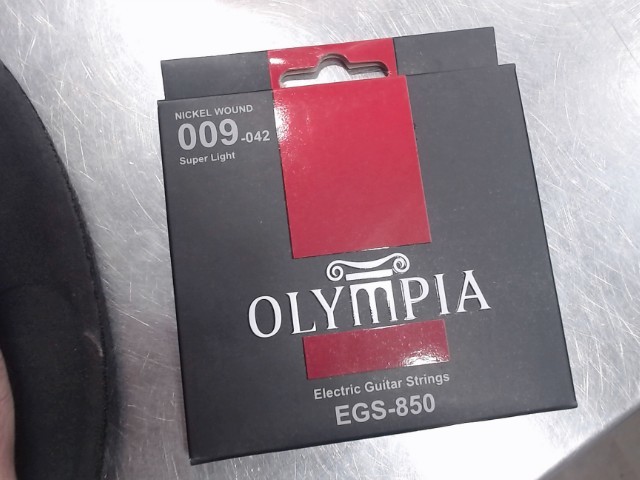 NICKEL WOUND
009-042
Super Light
OLYMPIA
Electric Guitar Strings
EGS-850